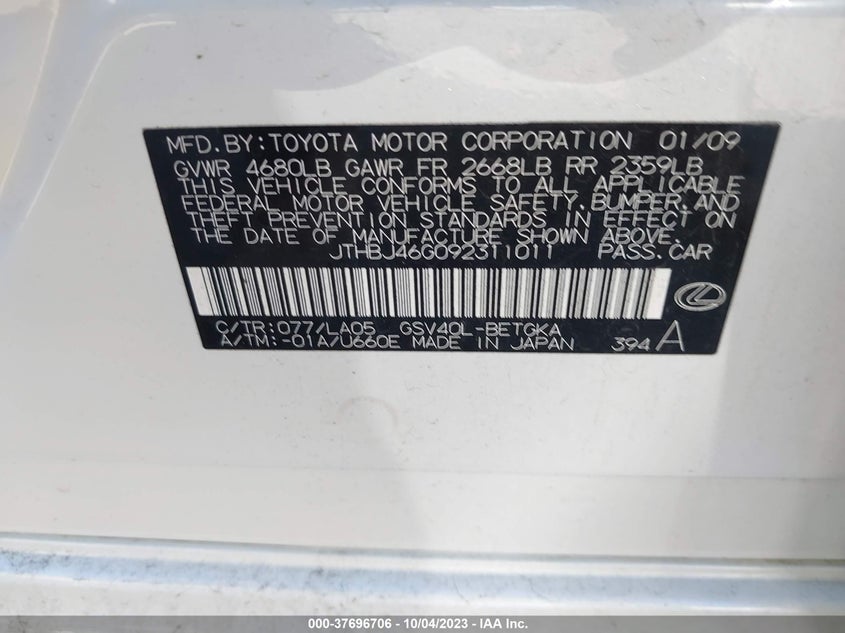 MFD.BY:TOYOTA MOTOR CORPORATION 01/09
GVWR 4680LB GAWR FR 2668LB RR 2359LB
THIS VEHICLE CONFORMS TO ALL APPLICABLE
FEDERAL MOTOR VEHICLE SAFETY,BUMPER,AND
THEFT PREVENTION STANDARDS IN EFFECT ON
THE DATE OF MANUFACTURE SHOWN ABOVE.
JTHBJ46G092311011 PASS.CAR
C/TR:077/LA05 GSV40L-BETGKA
A/TM:-01A/U660E MADE IN JAPAN 394 A
000-37696706 - 10/04/2023 - IAA Inc.